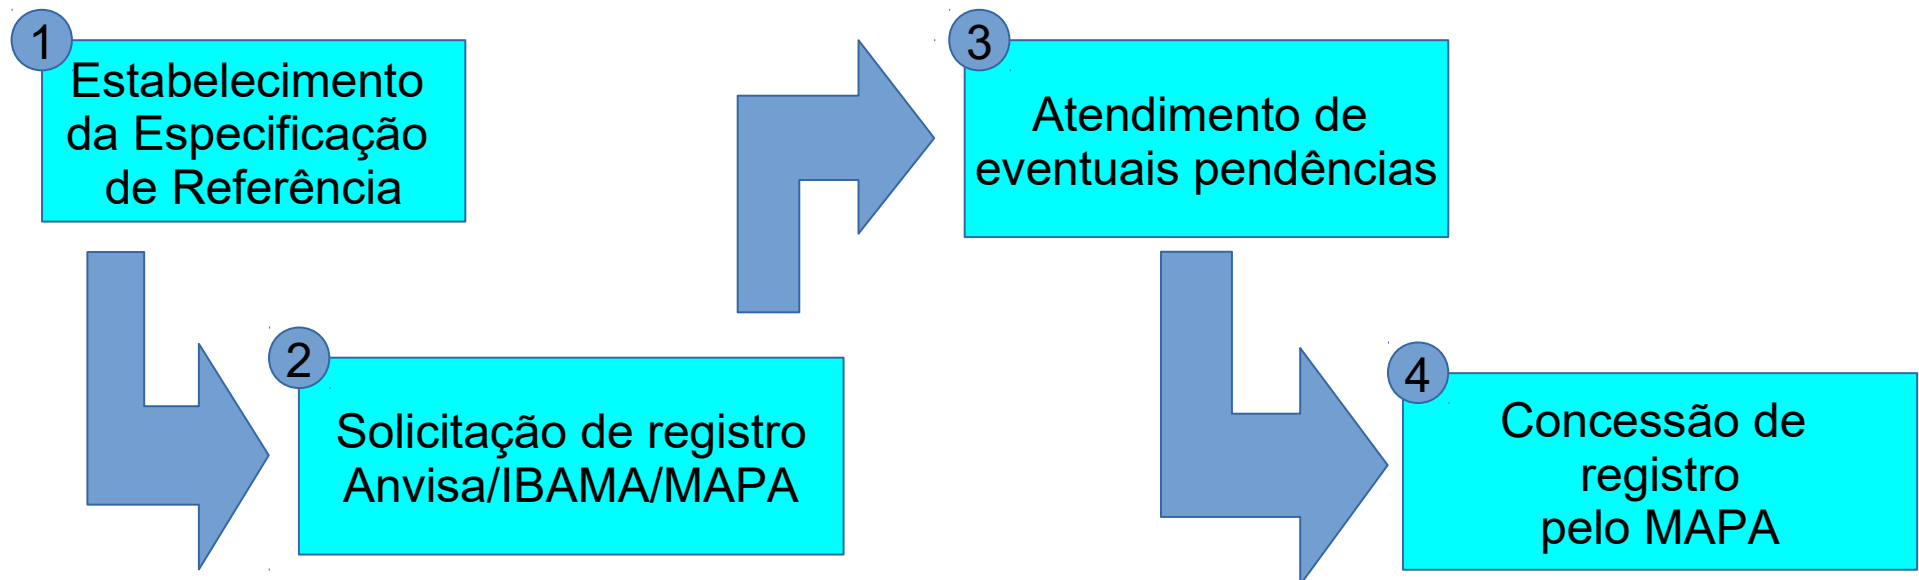 1
Estabelecimento
da Especificação
de Referência
2
Solicitação de registro
Anvisa/IBAMA/MAPA
3
Atendimento de
eventuais pendências
4
Concessão de
registro
pelo MAPA